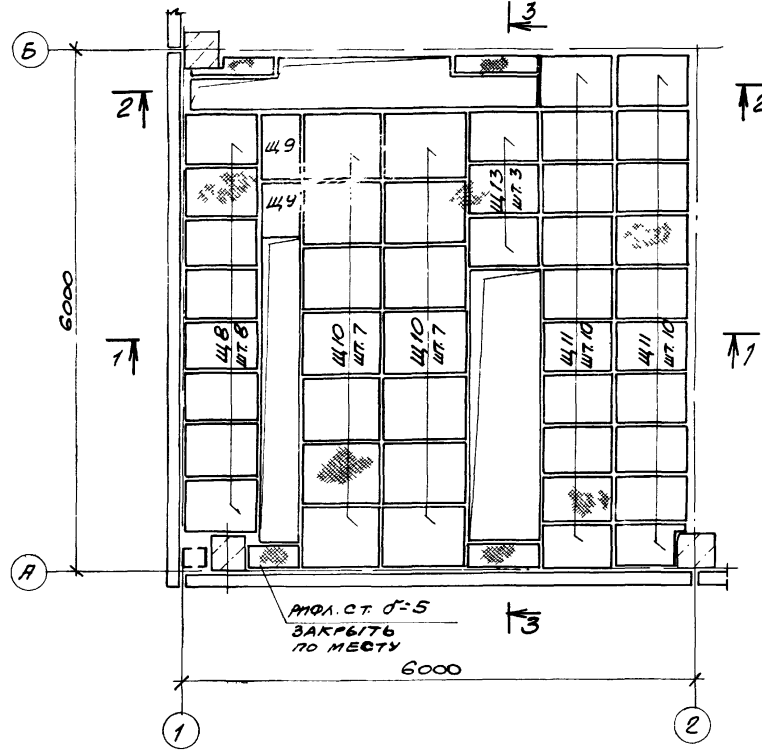 3
Б
2
2
Щ9
Щ4
Щ13
шт.3
6000
1
1
Щ8
шт.8
Щ10
шт.7
Щ10
шт.7
Щ11
шт.10
Щ11
шт.10
А
РИФЛ. СТ. δ=5
ЗАКРЫТЬ
ПО МЕСТУ
3
6000
1
2